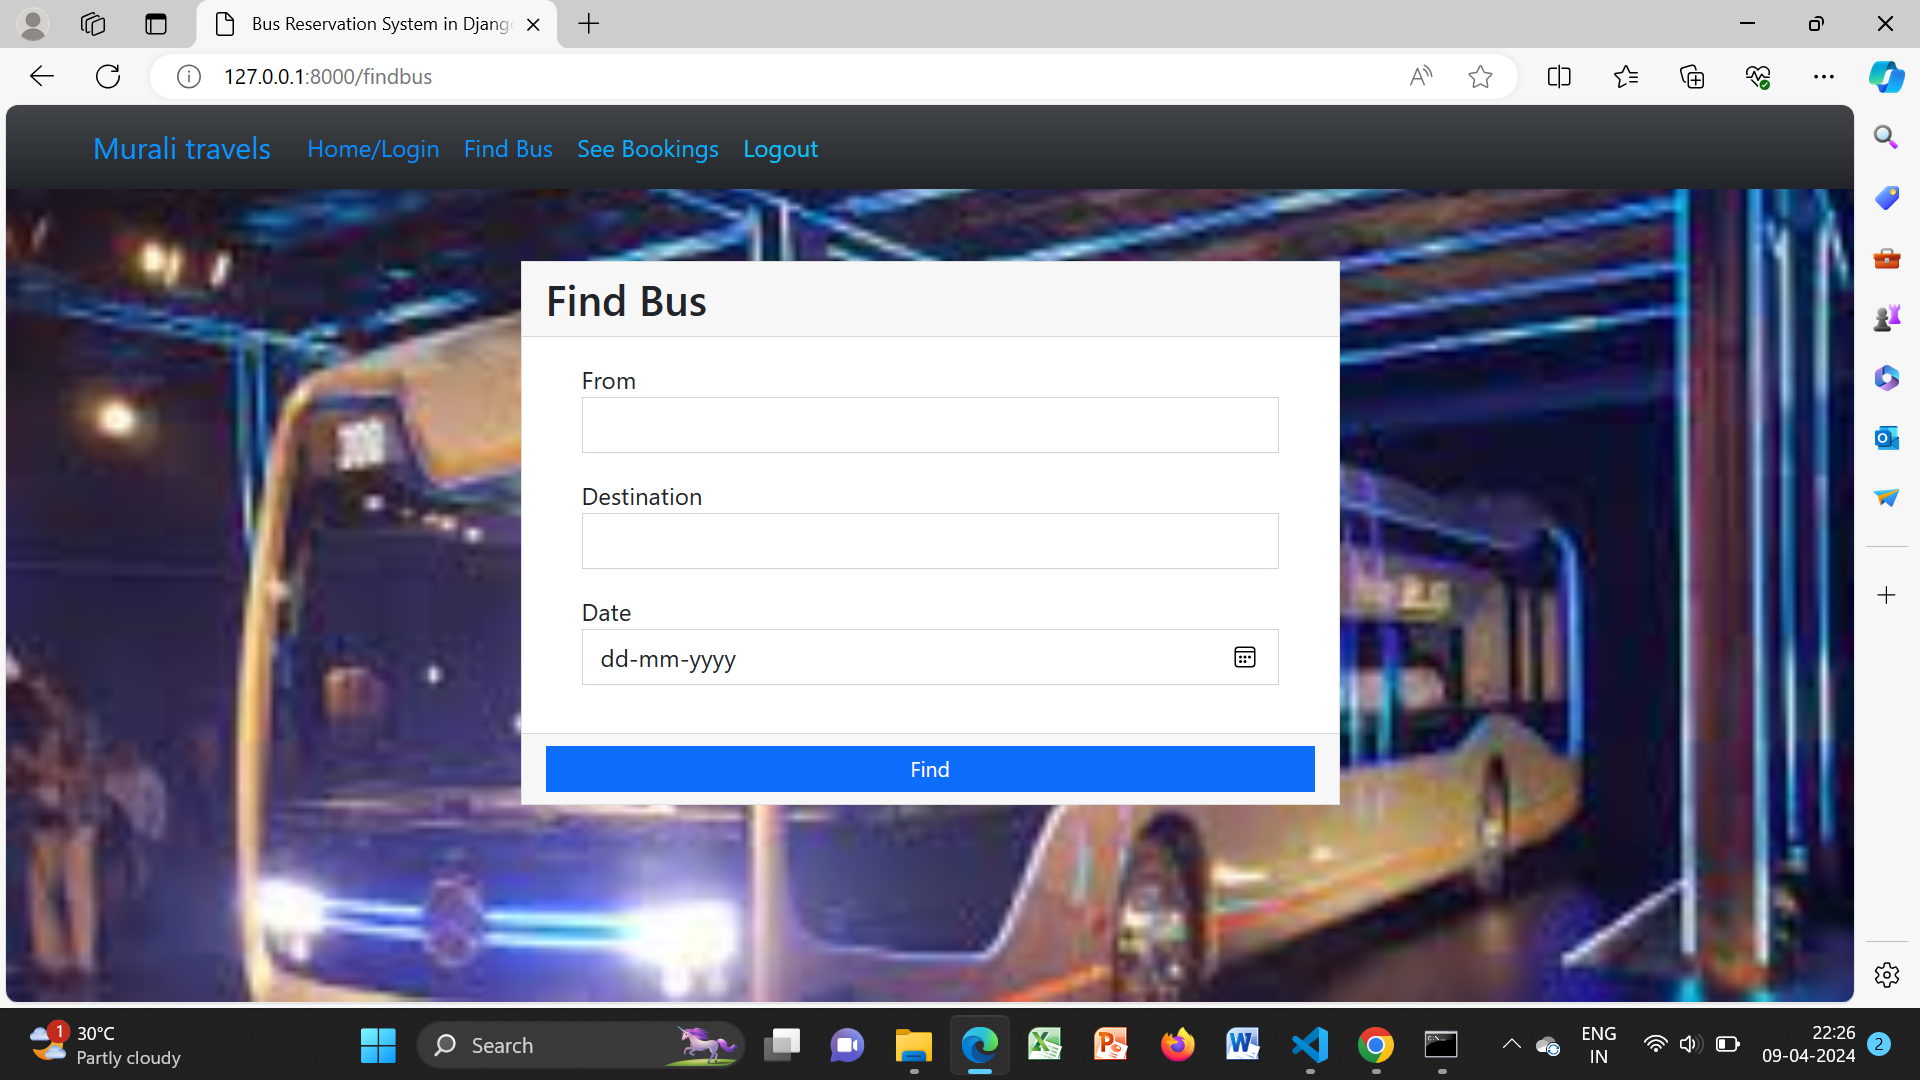 Bus Reservation System in Djang
127.0.0.1:8000/findbus
Murali travels Home/Login Find Bus See Bookings Logout
Find Bus
From
Destination
Date
dd-mm-yyyy
Find
1
30°C
Partly cloudy
Search
ENG
IN
22:26
09-04-2024
2